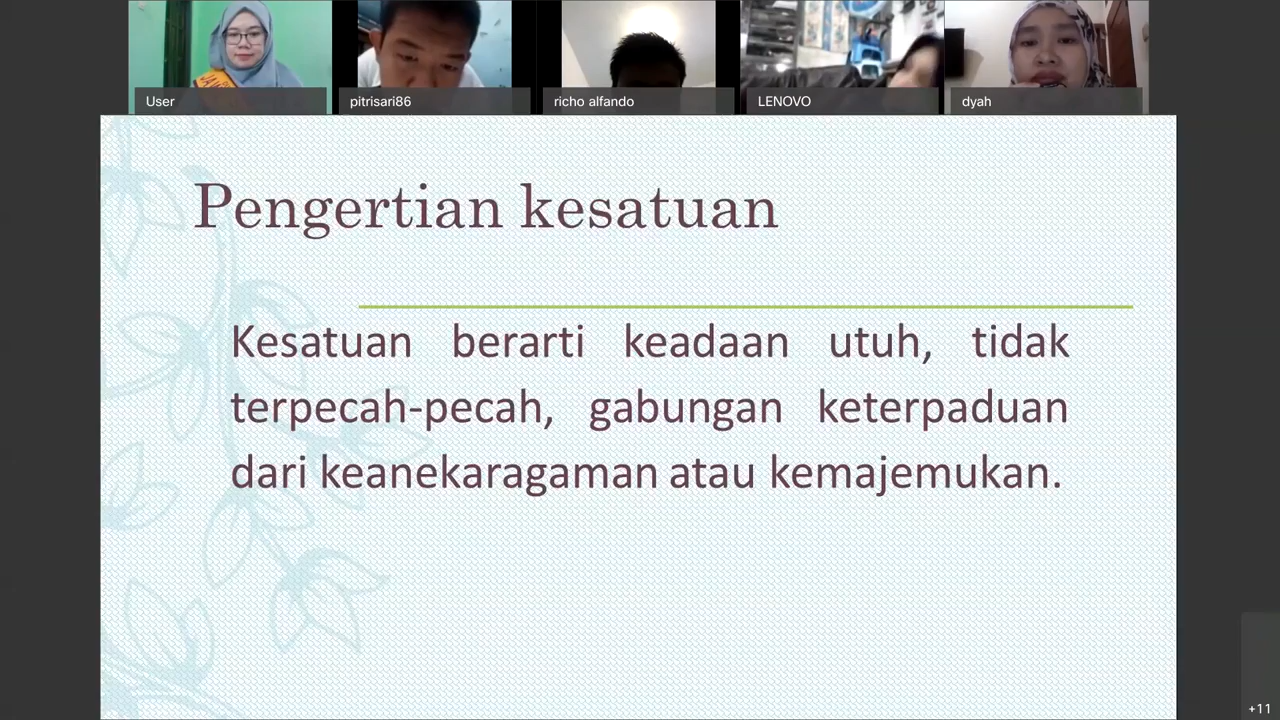 User
pitrisari86
richo alfando
LENOVO
dyah
Pengertian kesatuan
Kesatuan berarti keadaan utuh, tidak
terpecah-pecah, gabungan keterpaduan
dari keanekaragaman atau kemajemukan.
+11